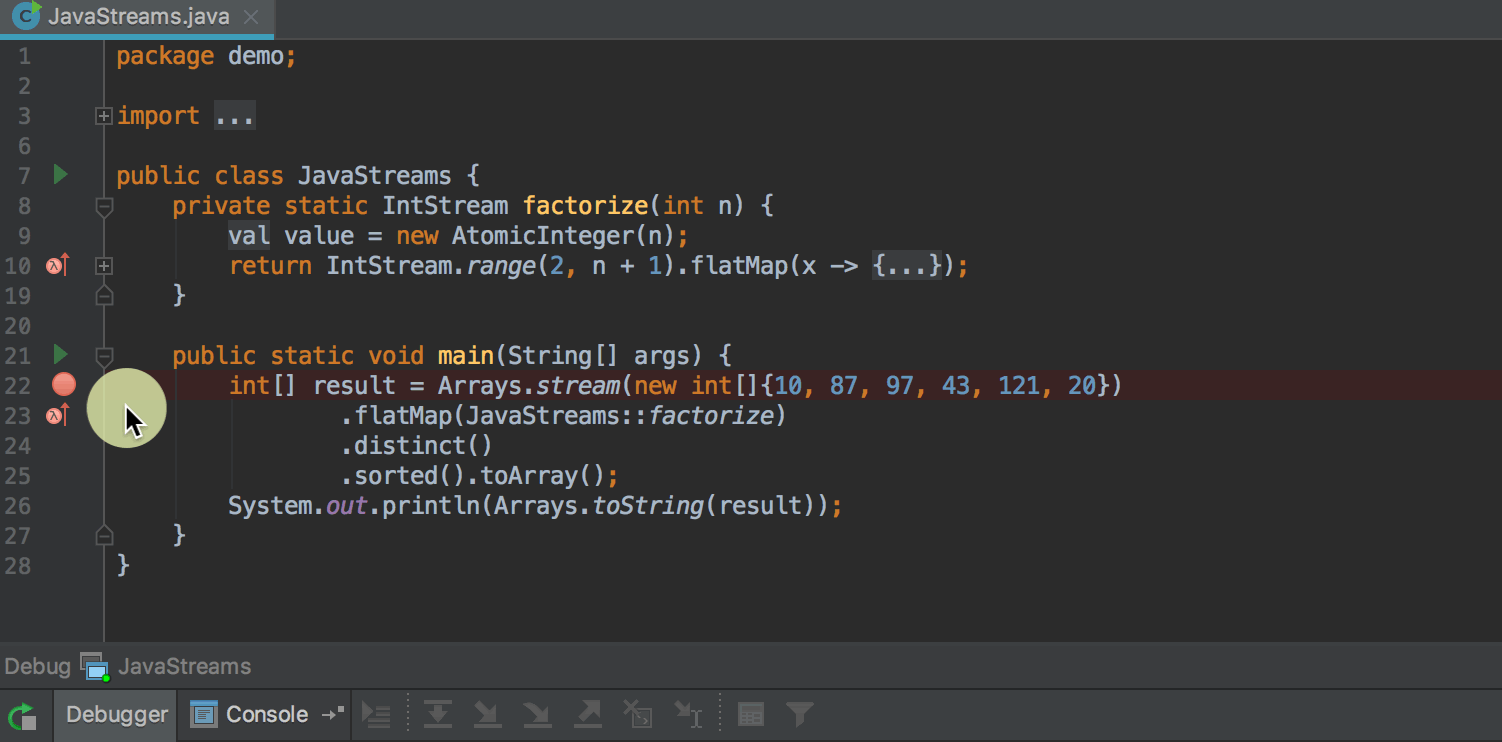 C JavaStreams.java
1 package demo;
2
3 import ...
6
7 public class JavaStreams {
8 private static IntStream factorize(int n) {
9 val value = new AtomicInteger(n);
10 return IntStream.range(2, n + 1).flatMap(x -> {...});
19 }
20
21 public static void main(String[] args) {
22 int[] result = Arrays.stream(new int[]{10, 87, 97, 43, 121, 20})
23 .flatMap(JavaStreams::factorize)
24 .distinct()
25 .sorted().toArray();
26 System.out.println(Arrays.toString(result));
27 }
28 }
Debug JavaStreams
Debugger Console